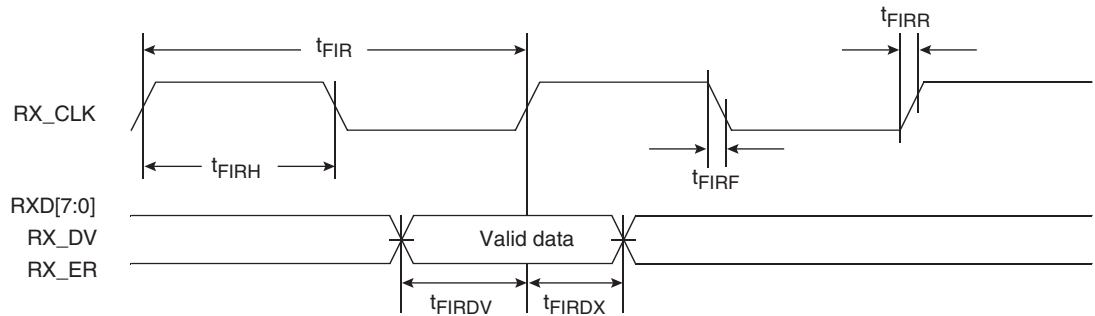 tFIRR
tFIR
RX_CLK
tFIRH
tFIRF
RXD[7:0]
RX_DV
Valid data
RX_ER
tFIRDV
tFIRDX